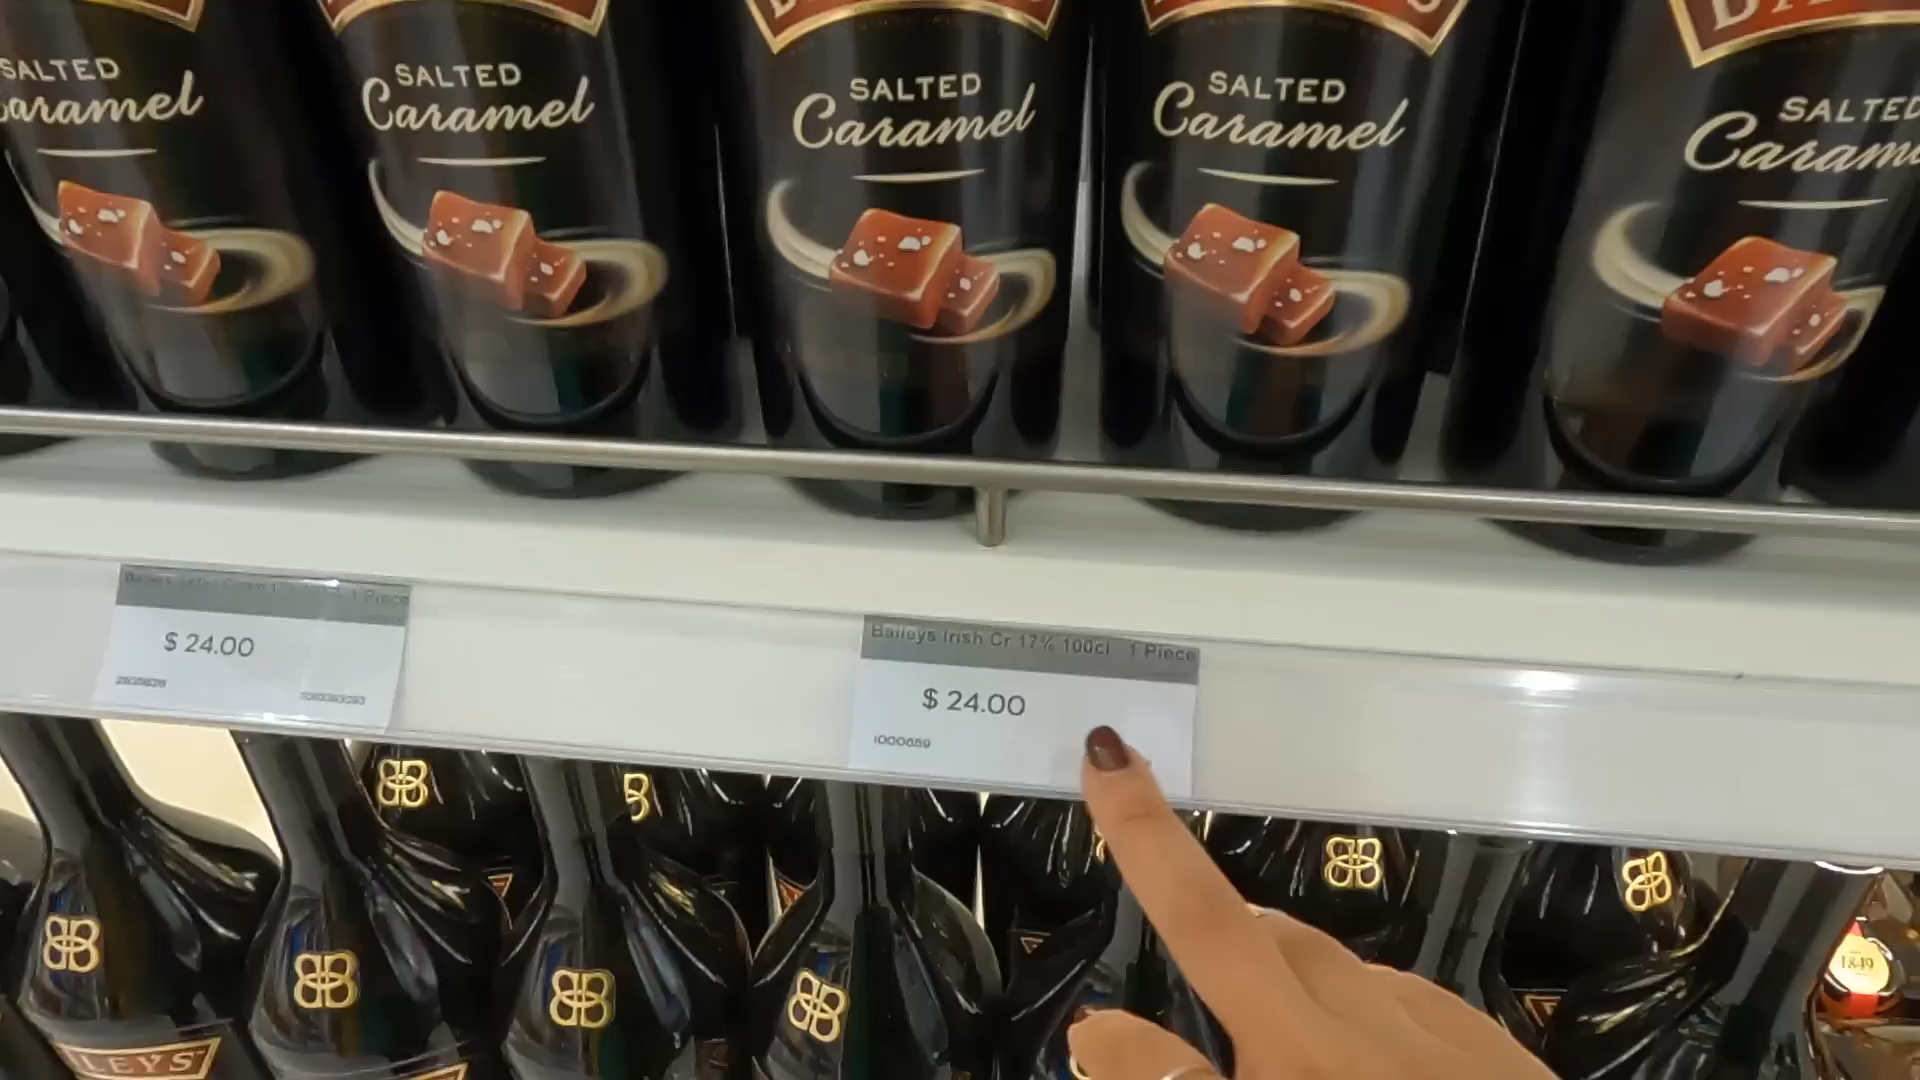 SALTED
Caramel
SALTED
Caramel
SALTED
Caramel
SALTED
Caramel
SALTED
Caram
1 Piece
$ 24.00
Baileys Irish Cr 17% 100cl 1 Piece
$ 24.00
1000659
LEYS
1849